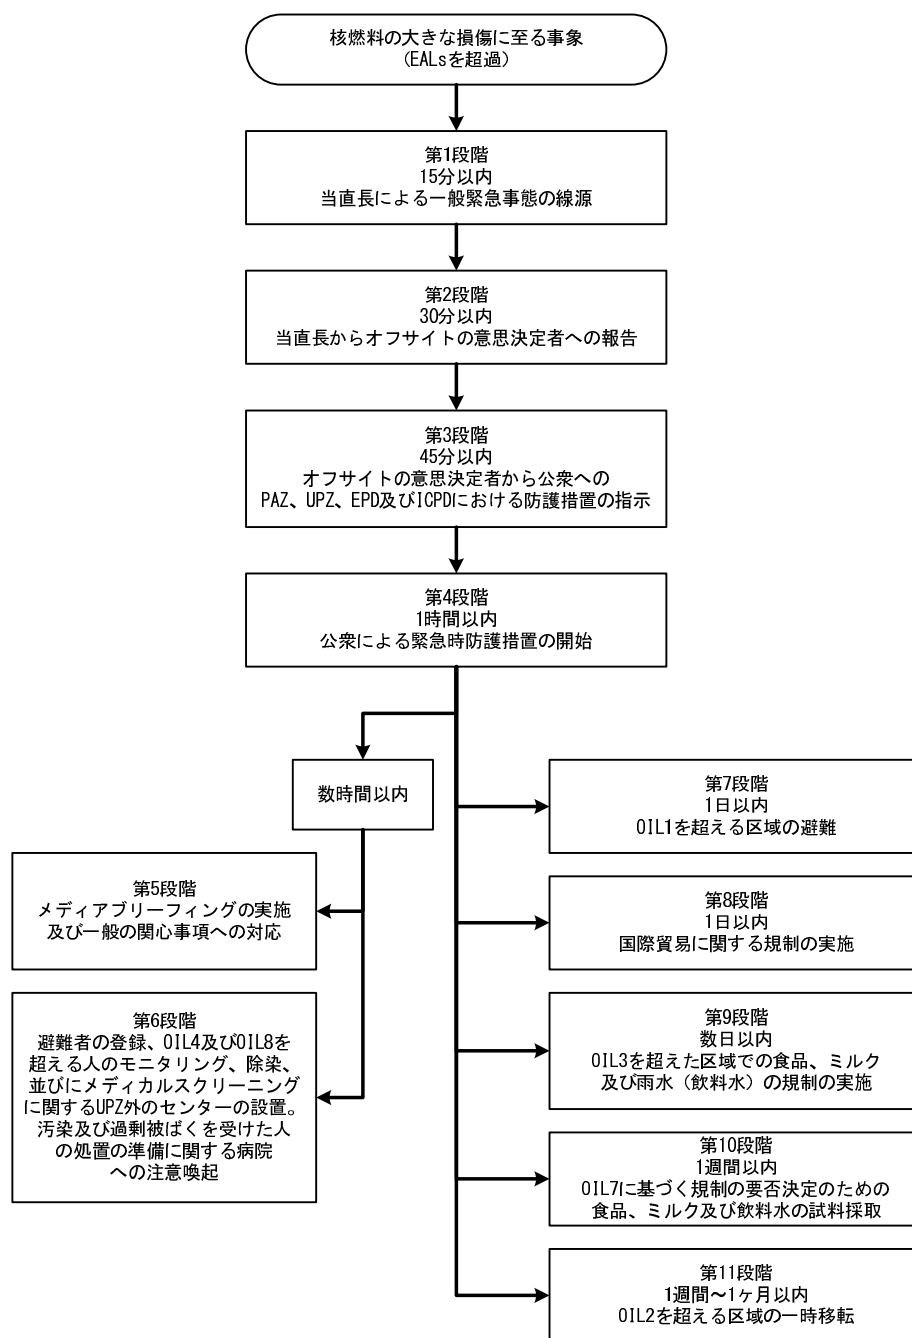 核燃料の大きな損傷に至る事象
（EALsを超過）
第1段階
15分以内
当直長による一般緊急事態の線源
第2段階
30分以内
当直長からオフサイトの意思決定者への報告
第3段階
45分以内
オフサイトの意思決定者から公衆への
PAZ、UPZ、EPD及びICPDにおける防護措置の指示
第4段階
1時間以内
公衆による緊急時防護措置の開始
数時間以内
第5段階
メディアブリーフィングの実施
及び一般の関心事項への対応
第6段階
避難者の登録、OIL4及びOIL8を
超える人のモニタリング、除染、
並びにメディカルスクリーニング
に関するUPZ外のセンターの設置。
汚染及び過剰被ばくを受けた人
の処置の準備に関する病院
への注意喚起
第7段階
1日以内
OIL1を超える区域の避難
第8段階
1日以内
国際貿易に関する規制の実施
第9段階
数日以内
OIL3を超えた区域での食品、ミルク
及び雨水（飲料水）の規制の実施
第10段階
1週間以内
OIL7に基づく規制の要否決定のための
食品、ミルク及び飲料水の試料採取
第11段階
1週間～1ヶ月以内
OIL2を超える区域の一時移転